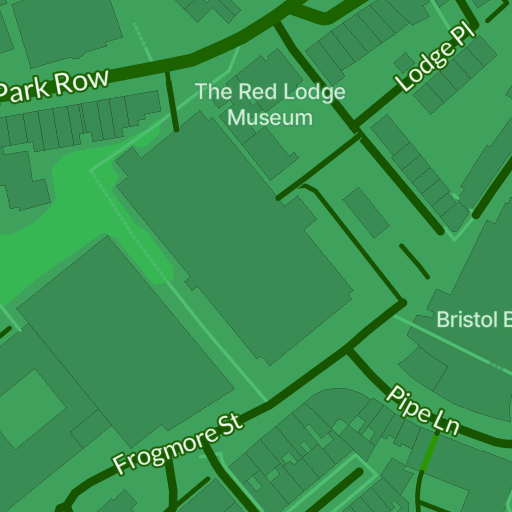 Park Row
The Red Lodge
Museum
Lodge Pl
Bristol
Pipe Ln
Frogmore St